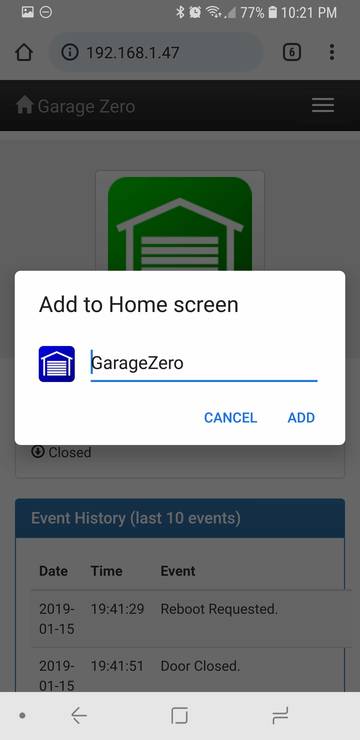 77% 10:21 PM
192.168.1.47
6
Garage Zero
Add to Home screen
GarageZero
CANCEL ADD
Closed
Event History (last 10 events)
Date Time Event
2019- 19:41:29 Reboot Requested.
01-15
2019- 19:41:51 Door Closed.
01-15